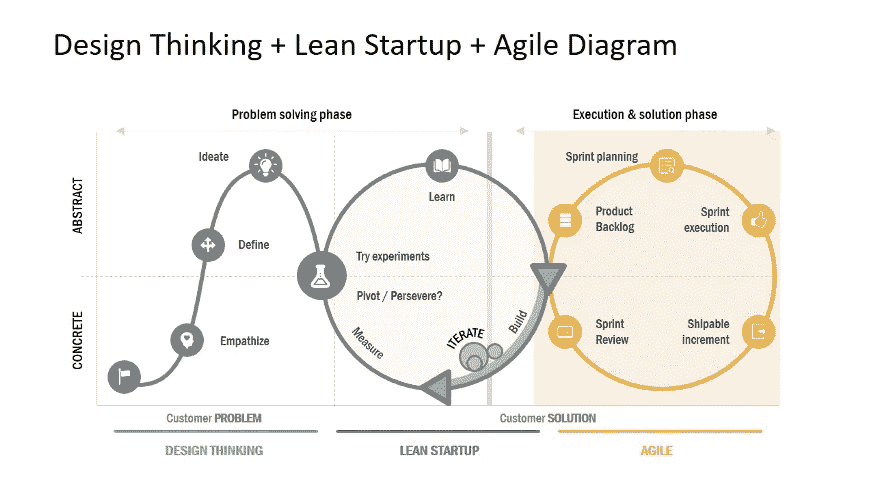 Design Thinking + Lean Startup + Agile Diagram
Problem solving phase
Execution & solution phase
ABSTRACT
CONCRETE
Ideate
Define
Empathize
Learn
Try experiments
Pivot / Persevere?
Measure
ITERATE
Build
Sprint planning
Product
Backlog
Sprint
execution
Sprint
Review
Shipable
increment
Customer PROBLEM
Customer SOLUTION
DESIGN THINKING
LEAN STARTUP
AGILE